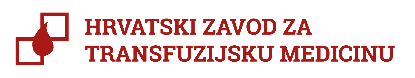 HRVATSKI ZAVOD ZA
TRANSFUZIJSKU MEDICINU